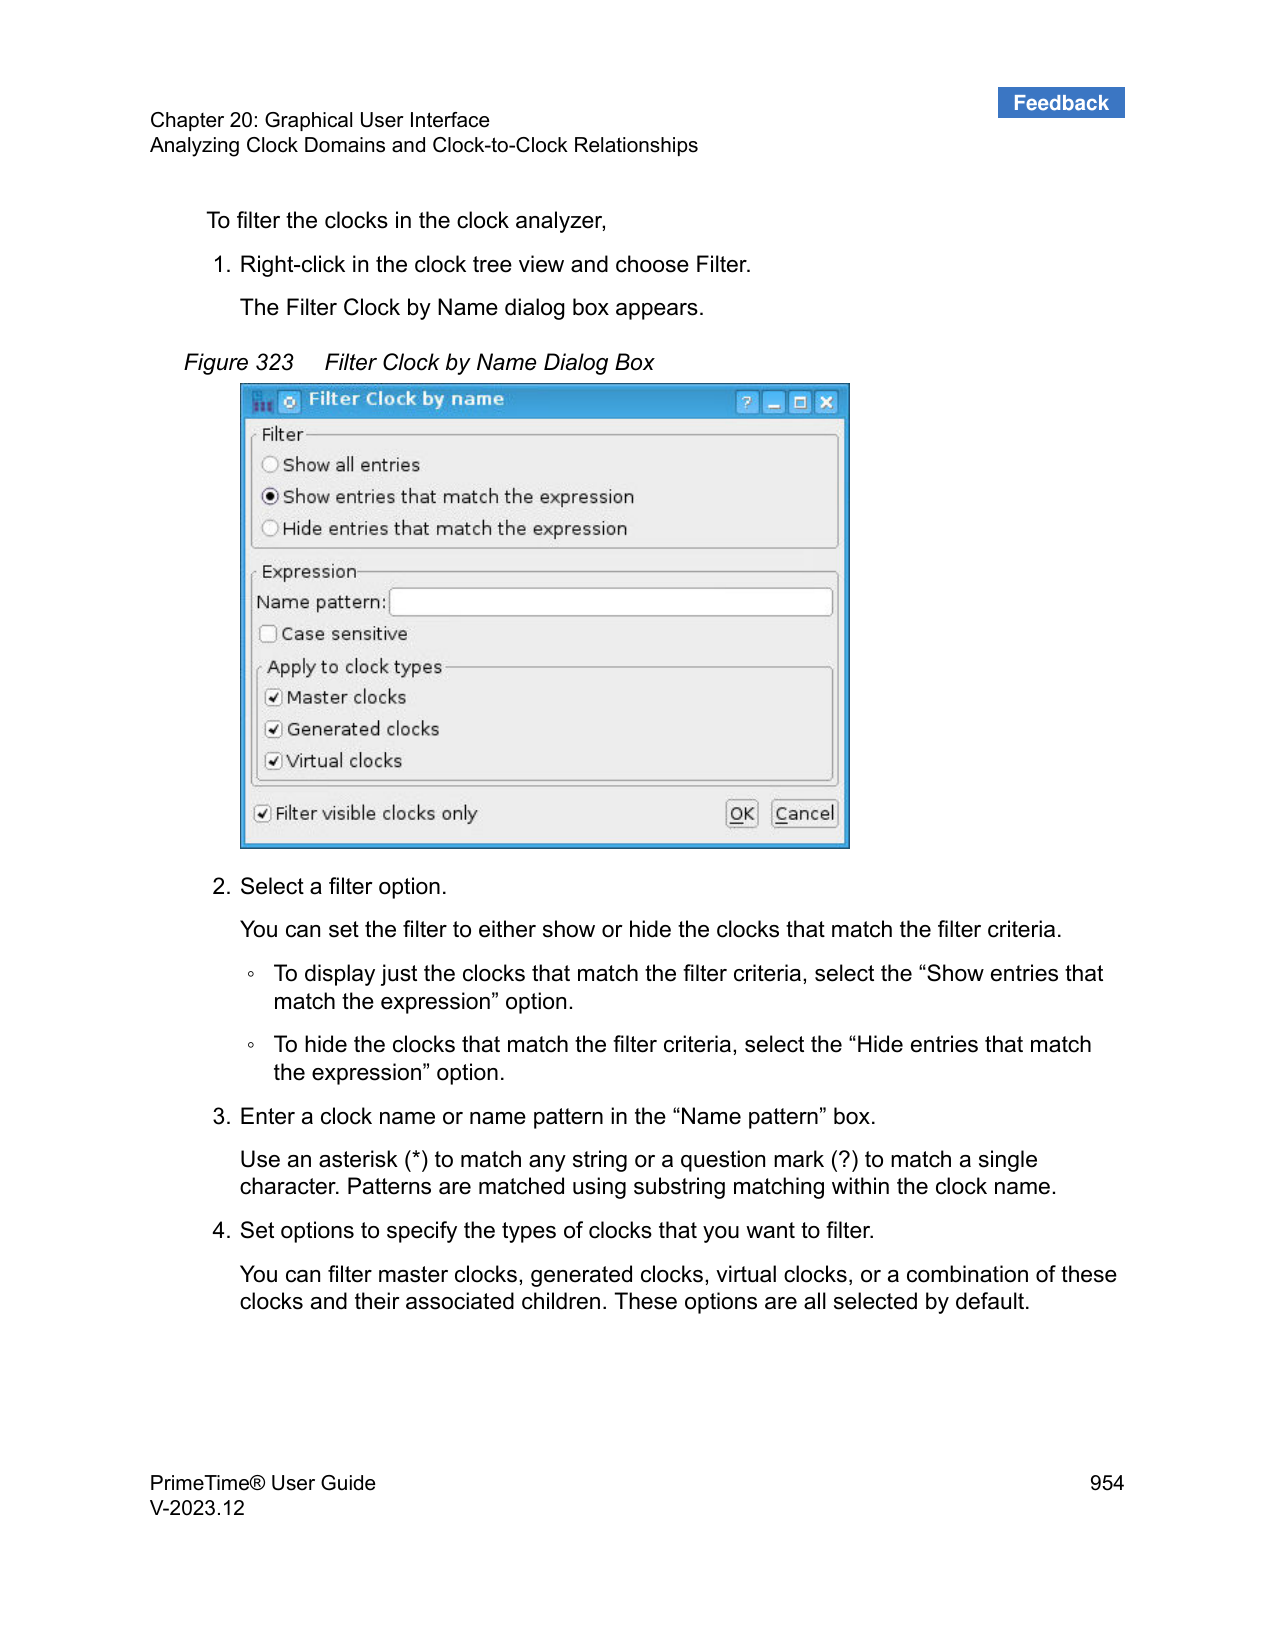 Feedback
Chapter 20: Graphical User Interface
Analyzing Clock Domains and Clock-to-Clock Relationships
To filter the clocks in the clock analyzer,
1. Right-click in the clock tree view and choose Filter.
The Filter Clock by Name dialog box appears.
Figure 323 Filter Clock by Name Dialog Box
Filter Clock by name
Filter
Show all entries
Show entries that match the expression
Hide entries that match the expression
Expression
Name pattern:
Case sensitive
Apply to clock types
Master clocks
Generated clocks
Virtual clocks
Filter visible clocks only OK Cancel
2. Select a filter option.
You can set the filter to either show or hide the clocks that match the filter criteria.
◦ To display just the clocks that match the filter criteria, select the “Show entries that
match the expression” option.
◦ To hide the clocks that match the filter criteria, select the “Hide entries that match
the expression” option.
3. Enter a clock name or name pattern in the “Name pattern” box.
Use an asterisk (*) to match any string or a question mark (?) to match a single
character. Patterns are matched using substring matching within the clock name.
4. Set options to specify the types of clocks that you want to filter.
You can filter master clocks, generated clocks, virtual clocks, or a combination of these
clocks and their associated children. These options are all selected by default.
PrimeTime® User Guide 954
V-2023.12